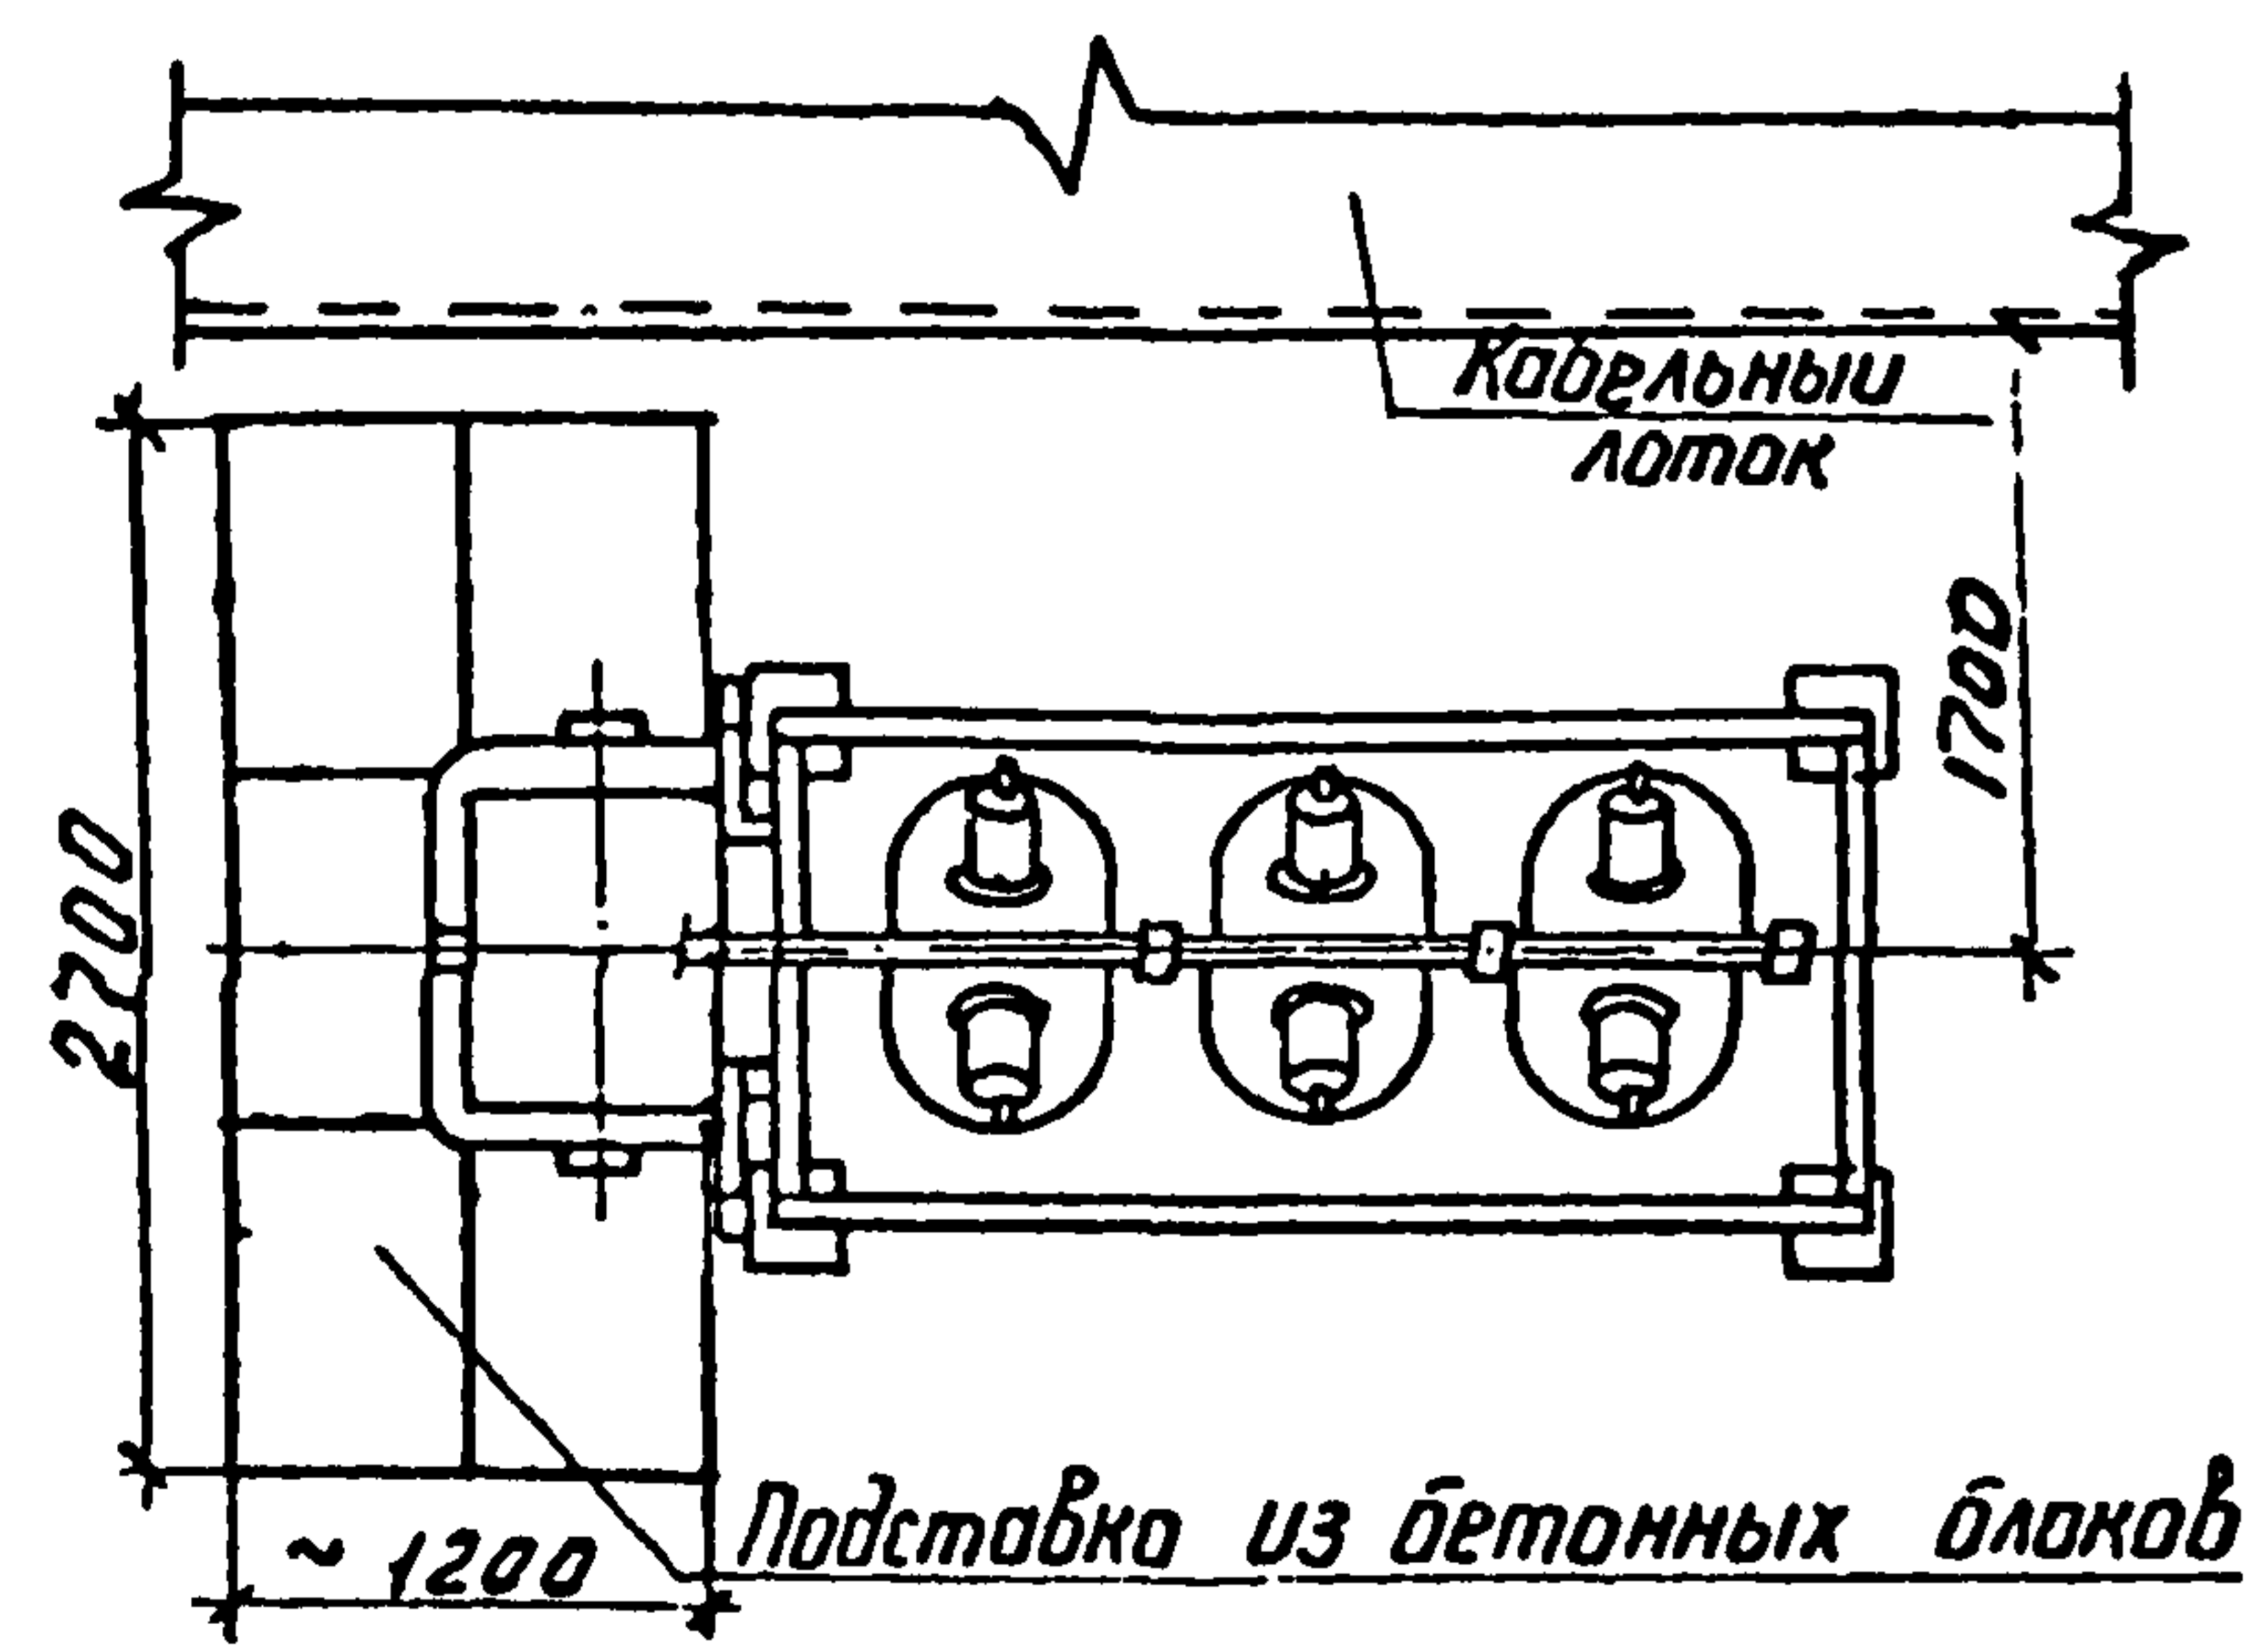 Кабельный
лоток
1700
2700
~ 1200
Подставка из бетонных блоков